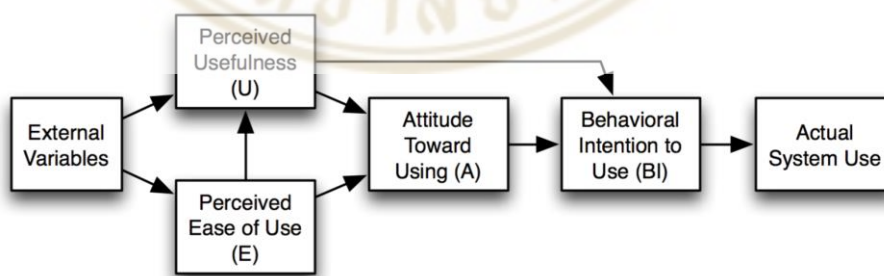 Perceived
Usefulness
(U)
External
Variables
Perceived
Ease of Use
(E)
Attitude
Toward
Using (A)
Behavioral
Intention to
Use (BI)
Actual
System Use